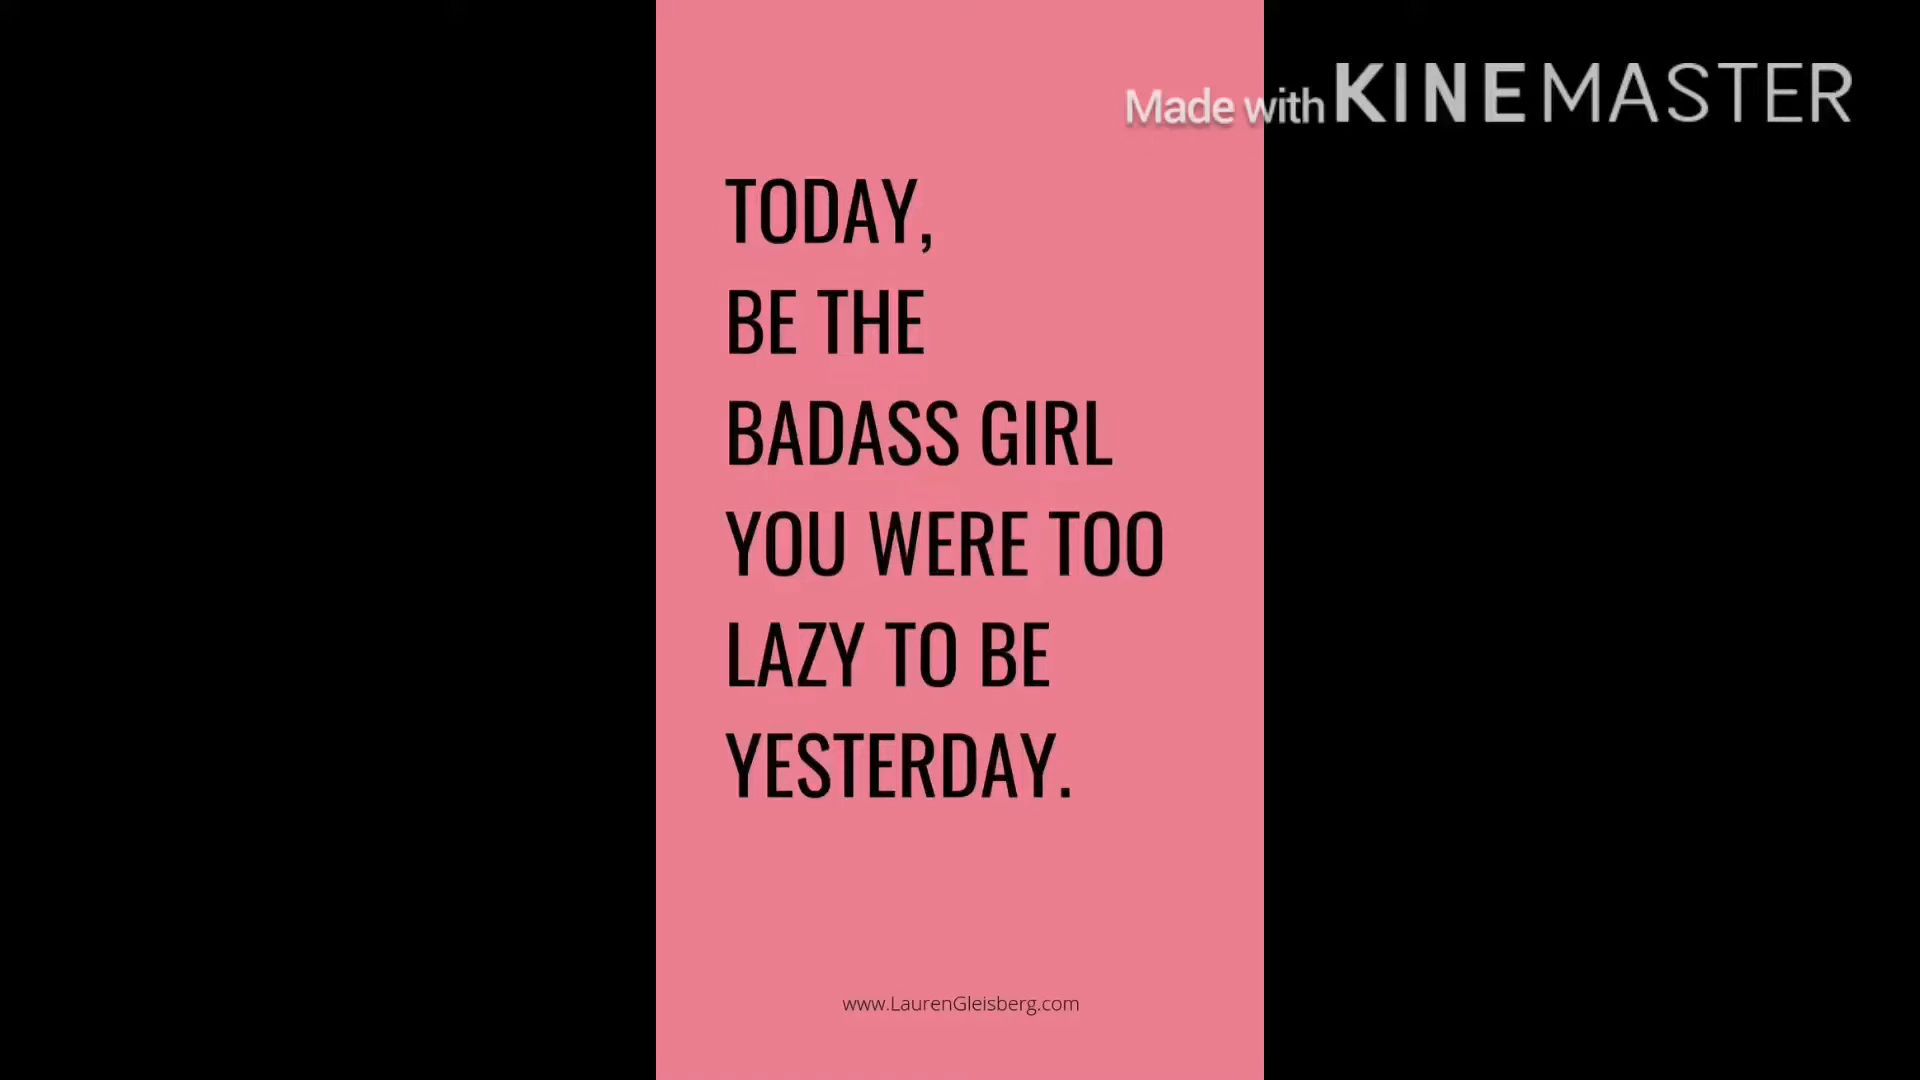 Made with KINEMASTER
TODAY,
BE THE
BADASS GIRL
YOU WERE TOO
LAZY TO BE
YESTERDAY.
www.LaurenGleisberg.com